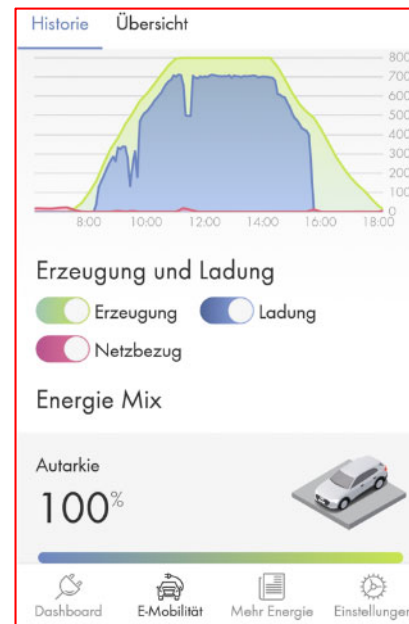 Historie Übersicht
800
700
600
500
400
300
200
100
0
8:00 10:00 12:00 14:00 16:00 18:00
Erzeugung und Ladung
Erzeugung Ladung
Netzbezug
Energie Mix
Autarkie
100%
Dashboard E-Mobilität Mehr Energie Einstellungen